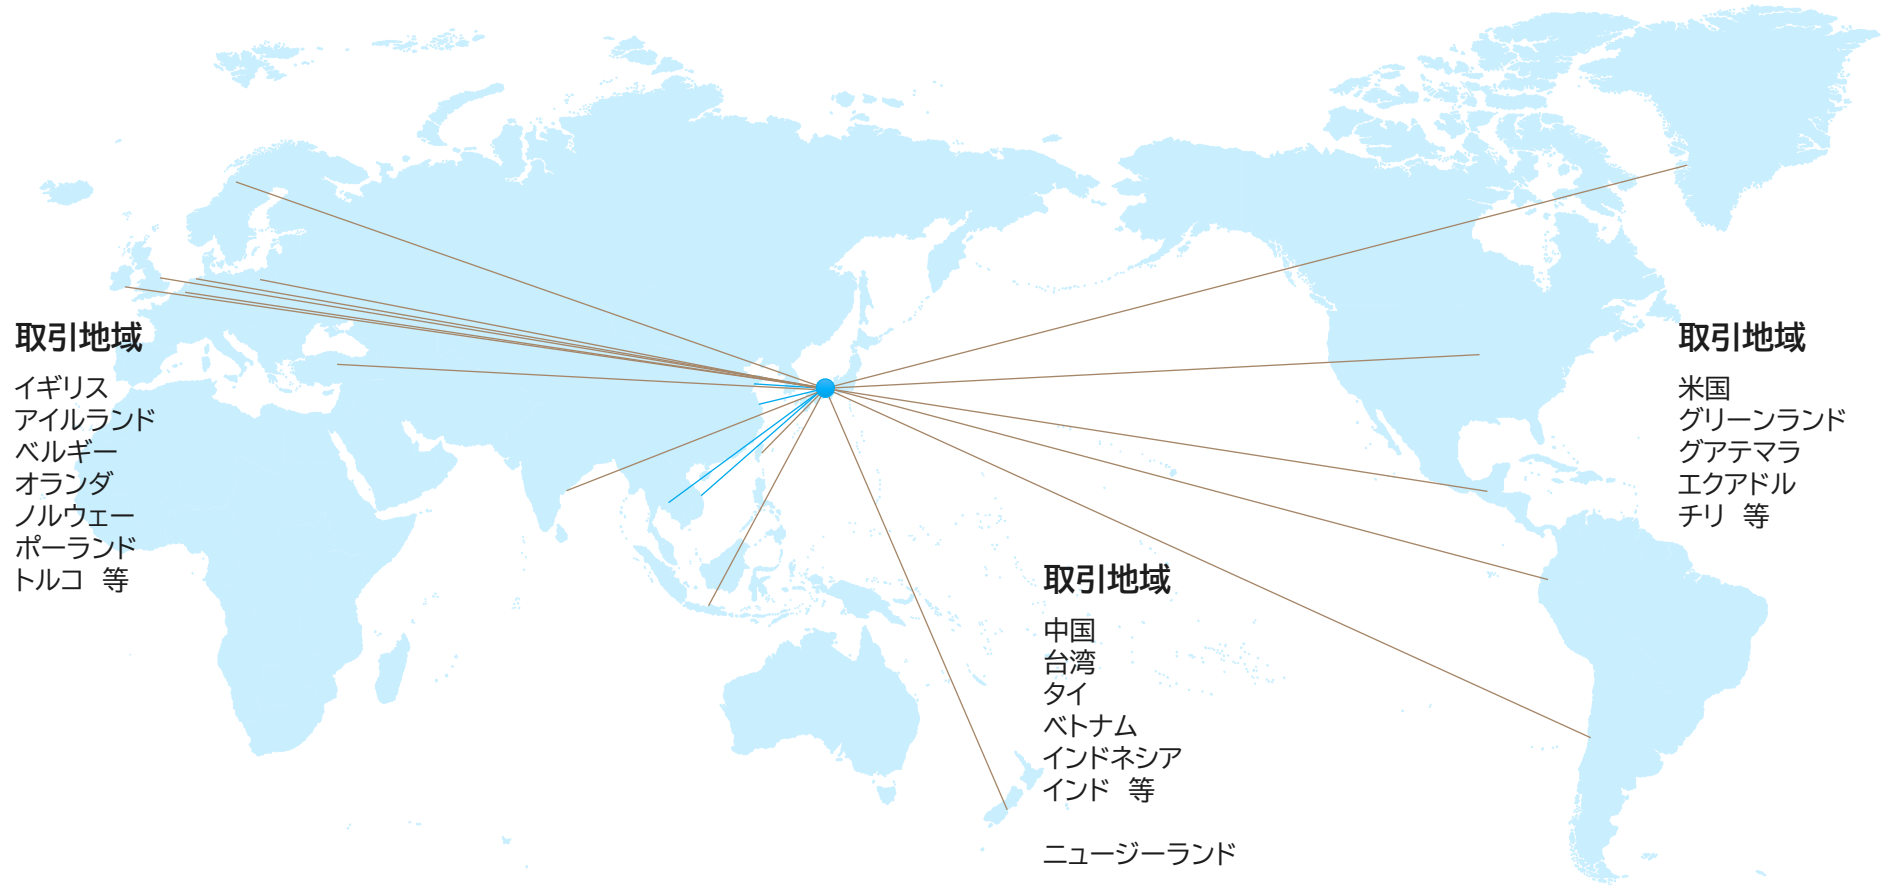 取引地域
イギリス
アイルランド
ベルギー
オランダ
ノルウェー
ポーランド
トルコ　等
取引地域
中国
台湾
タイ
ベトナム
インドネシア
インド　等
ニュージーランド
取引地域
米国
グリーンランド
グアテマラ
エクアドル
チリ　等